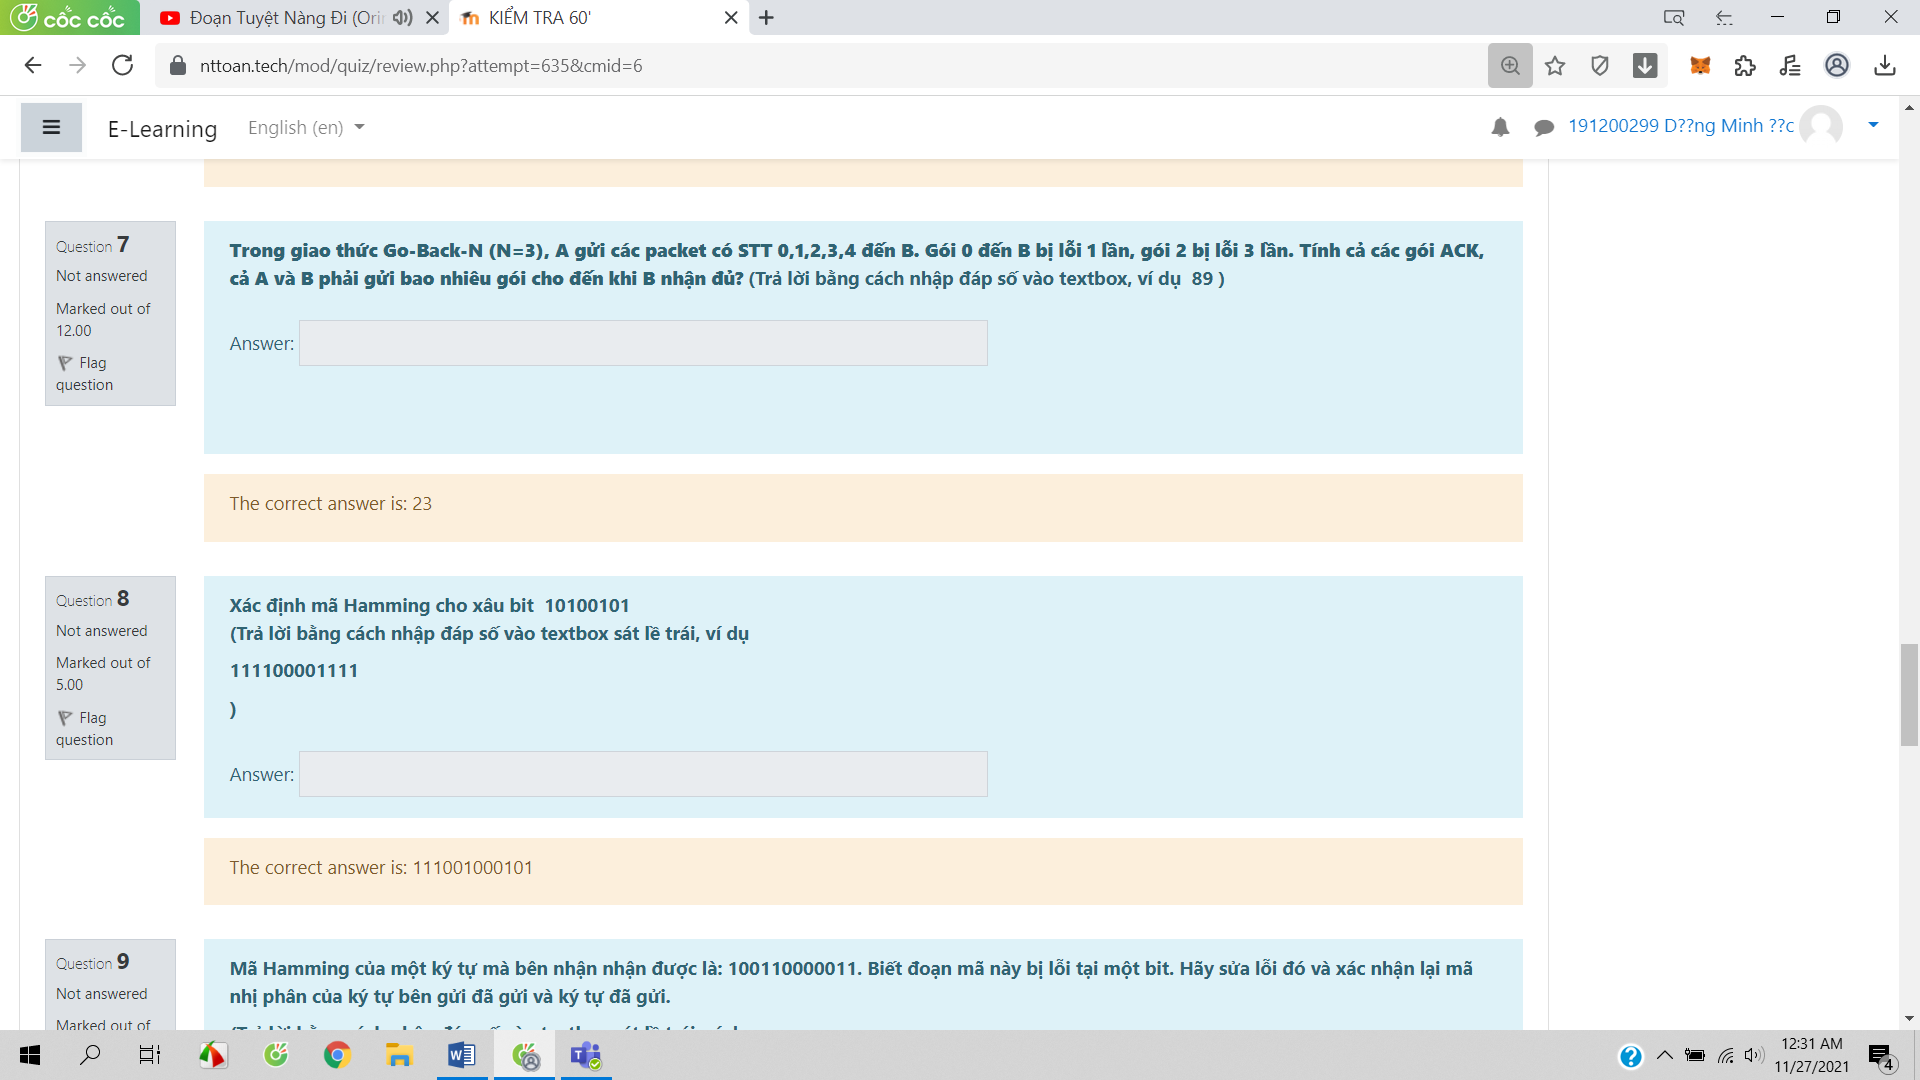 cốc cốc
Đoạn Tuyệt Nàng Đi (Ori
KIỂM TRA 60'
nttoan.tech/mod/quiz/review.php?attempt=635&cmid=6
E-Learning
English (en)
191200299 D??ng Minh ??c
Question 7
Not answered
Marked out of
12.00
Flag
question
Trong giao thức Go-Back-N (N=3), A gửi các packet có STT 0,1,2,3,4 đến B. Gói 0 đến B bị lỗi 1 lần, gói 2 bị lỗi 3 lần. Tính cả các gói ACK,
cả A và B phải gửi bao nhiêu gói cho đến khi B nhận đủ? (Trả lời bằng cách nhập đáp số vào textbox, ví dụ 89 )
Answer:
The correct answer is: 23
Question 8
Not answered
Marked out of
5.00
Flag
question
Xác định mã Hamming cho xâu bit 10100101
(Trả lời bằng cách nhập đáp số vào textbox sát lề trái, ví dụ
111100001111
)
Answer:
The correct answer is: 111001000101
Question 9
Not answered
Marked out of
Mã Hamming của một ký tự mà bên nhận nhận được là: 100110000011. Biết đoạn mã này bị lỗi tại một bit. Hãy sửa lỗi đó và xác nhận lại mã
nhị phân của ký tự bên gửi đã gửi và ký tự đã gửi.
12:31 AM
11/27/2021
4